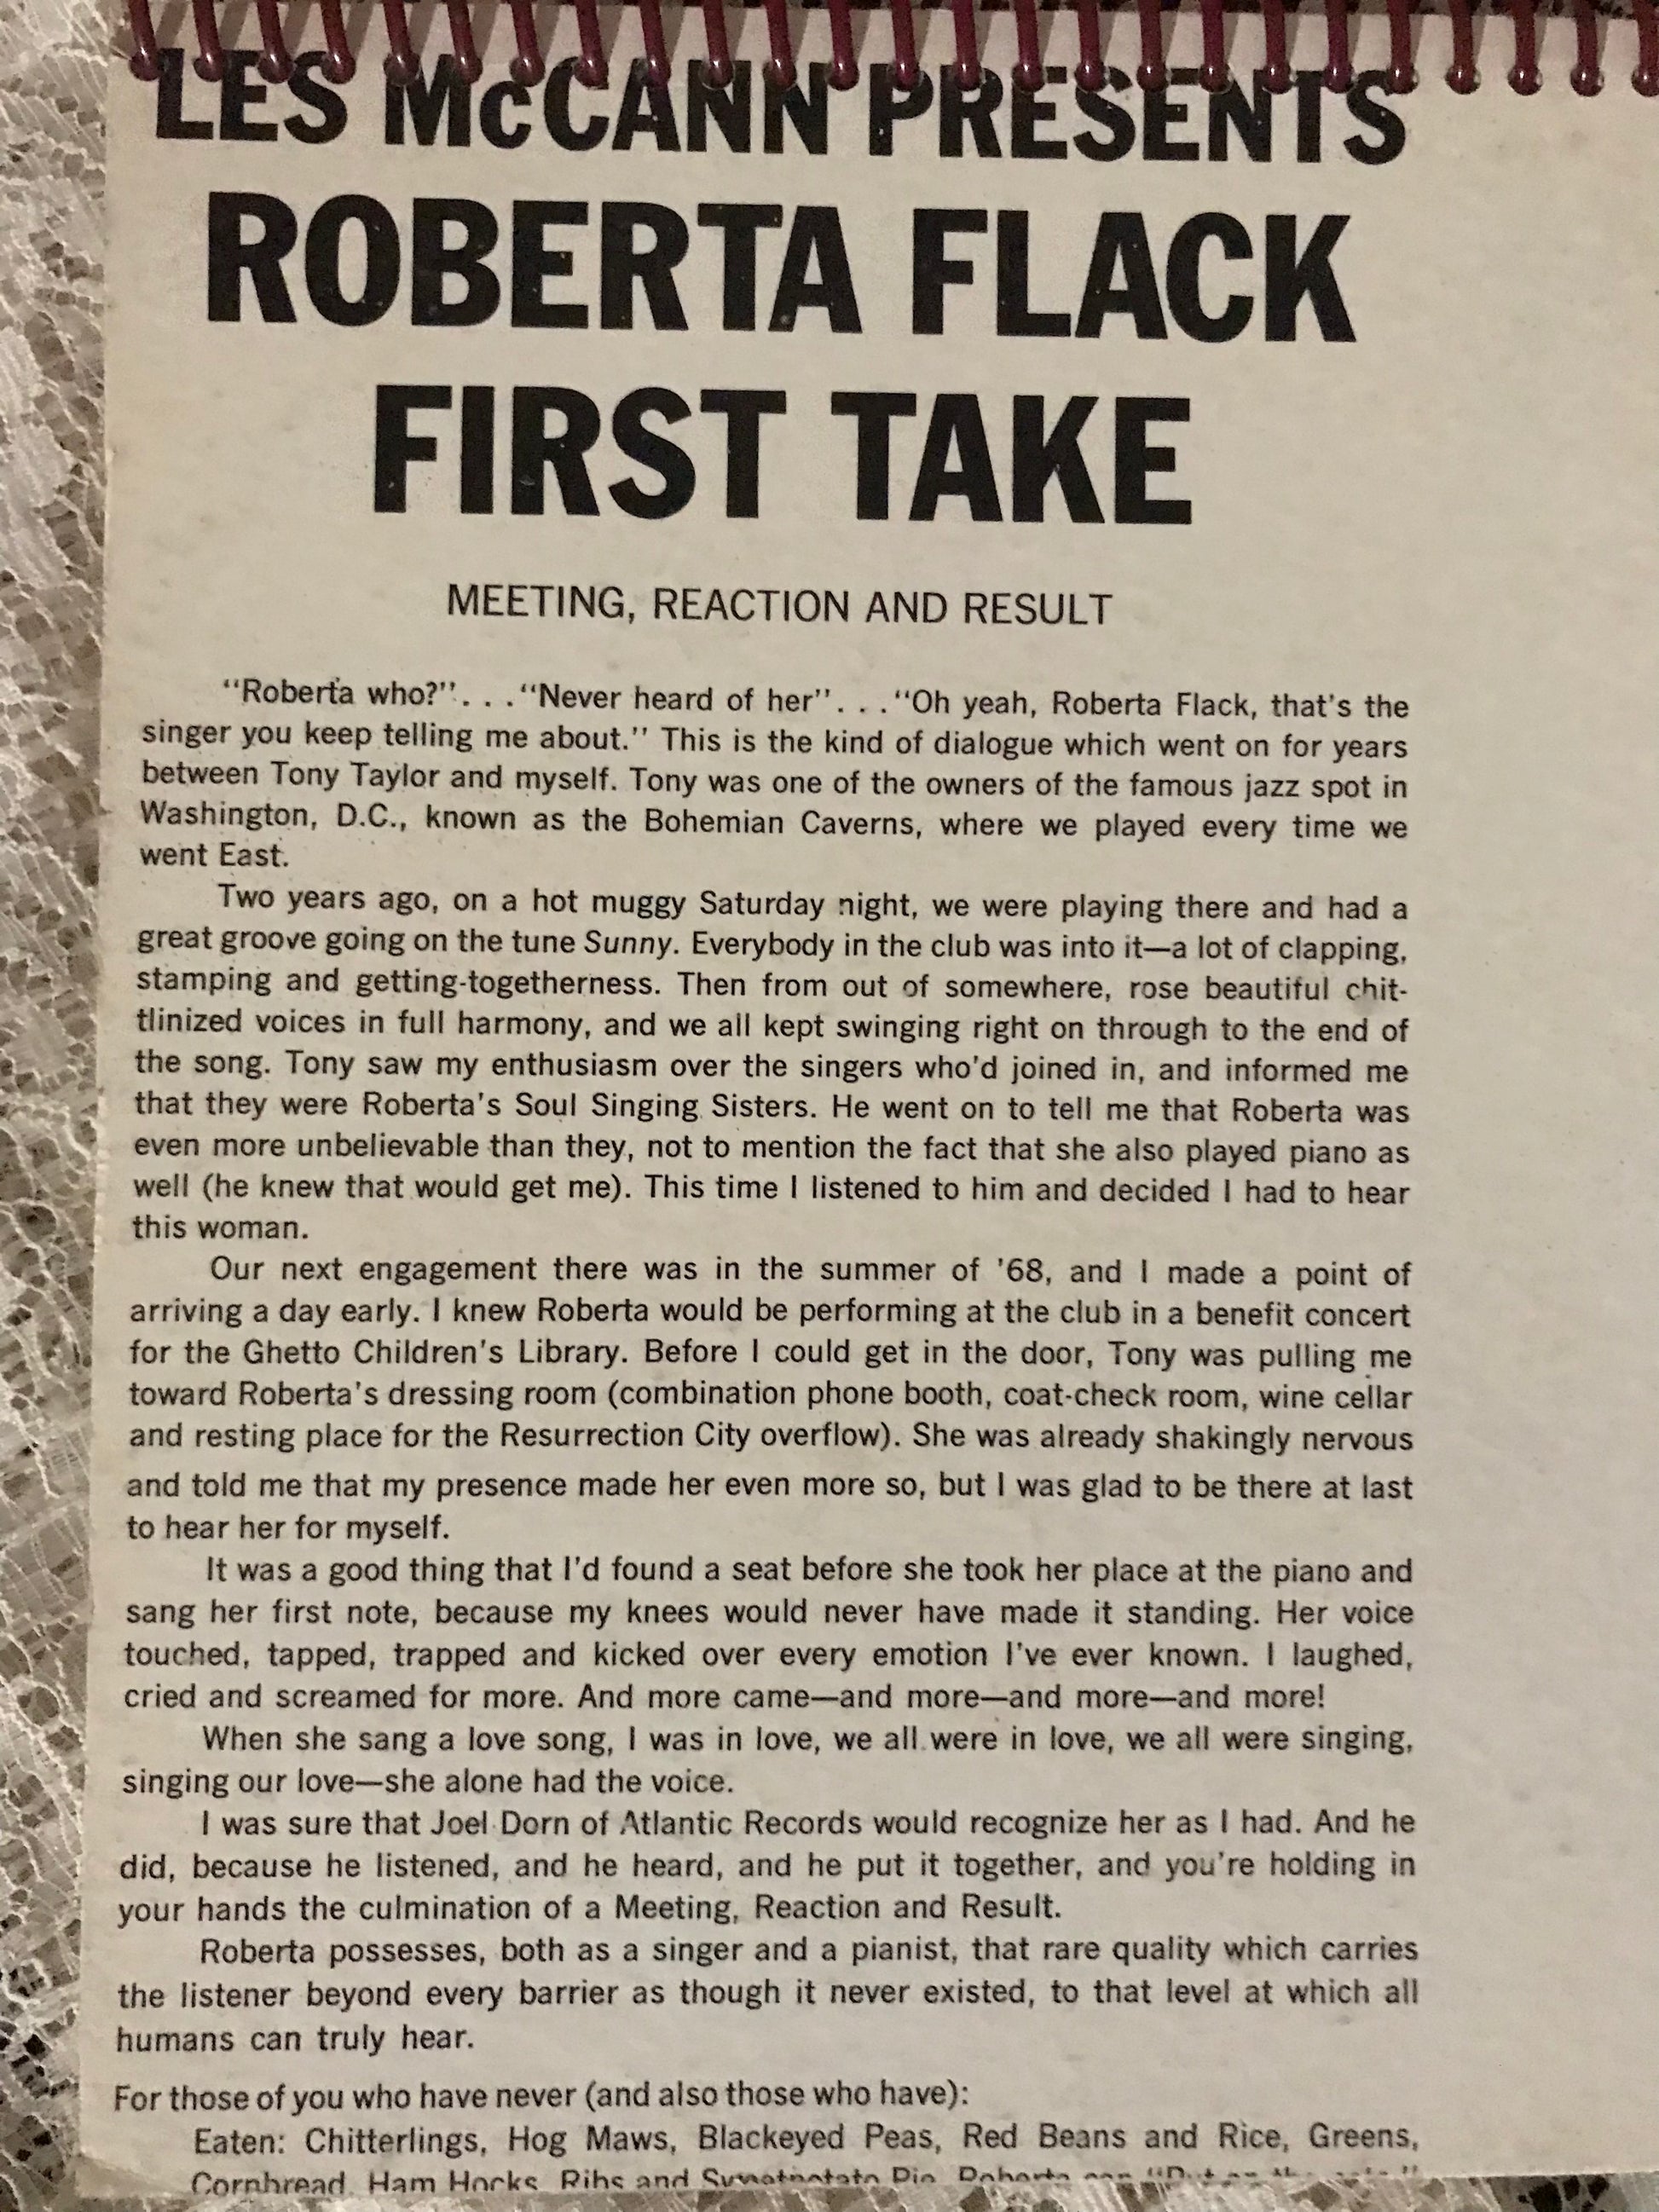 LES McCANN PRESENTS
ROBERTA FLACK
FIRST TAKE
MEETING, REACTION AND RESULT
"Roberta who?". . ."Never heard of her". . ."Oh yeah, Roberta Flack, that's the
singer you keep telling me about." This is the kind of dialogue which went on for years
between Tony Taylor and myself. Tony was one of the owners of the famous jazz spot in
Washington, D.C., known as the Bohemian Caverns, where we played every time we
went East.
Two years ago, on a hot muggy Saturday night, we were playing there and had a
great groove going on the tune Sunny. Everybody in the club was into it—a lot of clapping,
stamping and getting-togetherness. Then from out of somewhere, rose beautiful chit-
tlinized voices in full harmony, and we all kept swinging right on through to the end of
the song. Tony saw my enthusiasm over the singers who'd joined in, and informed me
that they were Roberta's Soul Singing Sisters. He went on to tell me that Roberta was
even more unbelievable than they, not to mention the fact that she also played piano as
well (he knew that would get me). This time I listened to him and decided I had to hear
this woman.
Our next engagement there was in the summer of '68, and I made a point of
arriving a day early. I knew Roberta would be performing at the club in a benefit concert
for the Ghetto Children's Library. Before I could get in the door, Tony was pulling me
toward Roberta's dressing room (combination phone booth, coat-check room, wine cellar
and resting place for the Resurrection City overflow). She was already shakingly nervous
and told me that my presence made her even more so, but I was glad to be there at last
to hear her for myself.
It was a good thing that I'd found a seat before she took her place at the piano and
sang her first note, because my knees would never have made it standing. Her voice
touched, tapped, trapped and kicked over every emotion I've ever known. I laughed,
cried and screamed for more. And more came—and more—and more—and more!
When she sang a love song, I was in love, we all were in love, we all were singing,
singing our love—she alone had the voice.
I was sure that Joel Dorn of Atlantic Records would recognize her as I had. And he
did, because he listened, and he heard, and he put it together, and you're holding in
your hands the culmination of a Meeting, Reaction and Result.
Roberta possesses, both as a singer and a pianist, that rare quality which carries
the listener beyond every barrier as though it never existed, to that level at which all
humans can truly hear.
For those of you who have never (and also those who have):
Eaten: Chitterlings, Hog Maws, Blackeyed Peas, Red Beans and Rice, Greens,
Cornbread, Ham Hocks, Ribs and Sweetpotato Pie, Roberta can